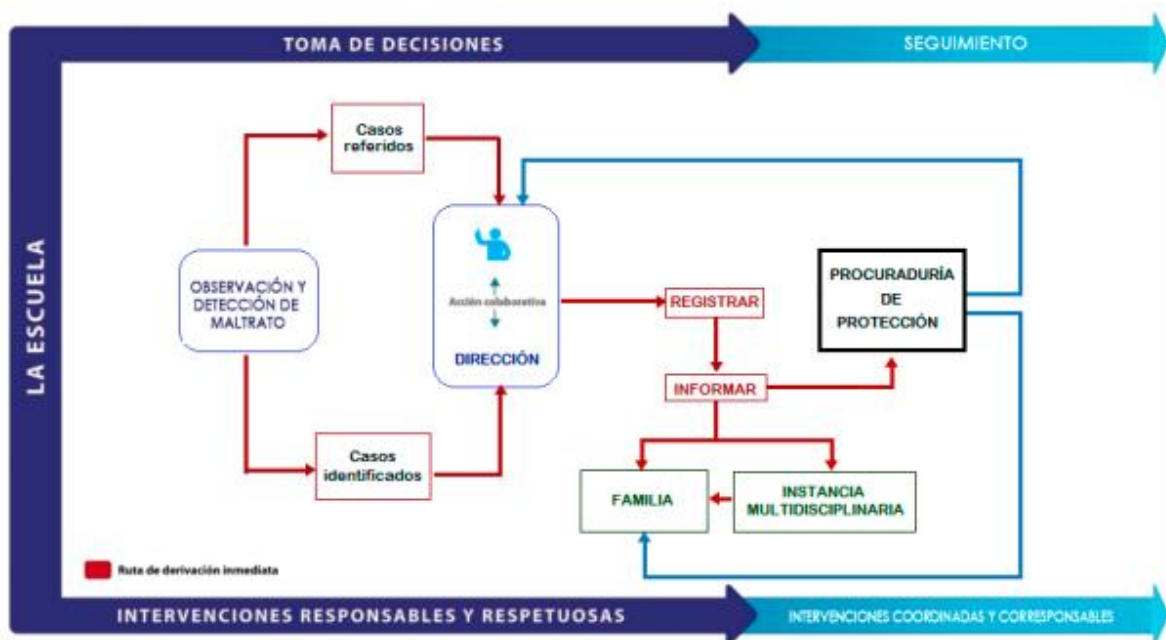 TOMA DE DECISIONES
SEGUIMIENTO
LA ESCUELA
Casos
referidos
OBSERVACIÓN Y
DETECCIÓN DE
MALTRATO
Acción colaborativa
DIRECCIÓN
REGISTRAR
PROCURADURÍA
DE
PROTECCIÓN
INFORMAR
Casos
identificados
FAMILIA
INSTANCIA
MULTIDISCIPLINARIA
Ruta de derivación inmediata
INTERVENCIONES RESPONSABLES Y RESPETUOSAS
INTERVENCIONES COORDINADAS Y CORRESPONSABLES